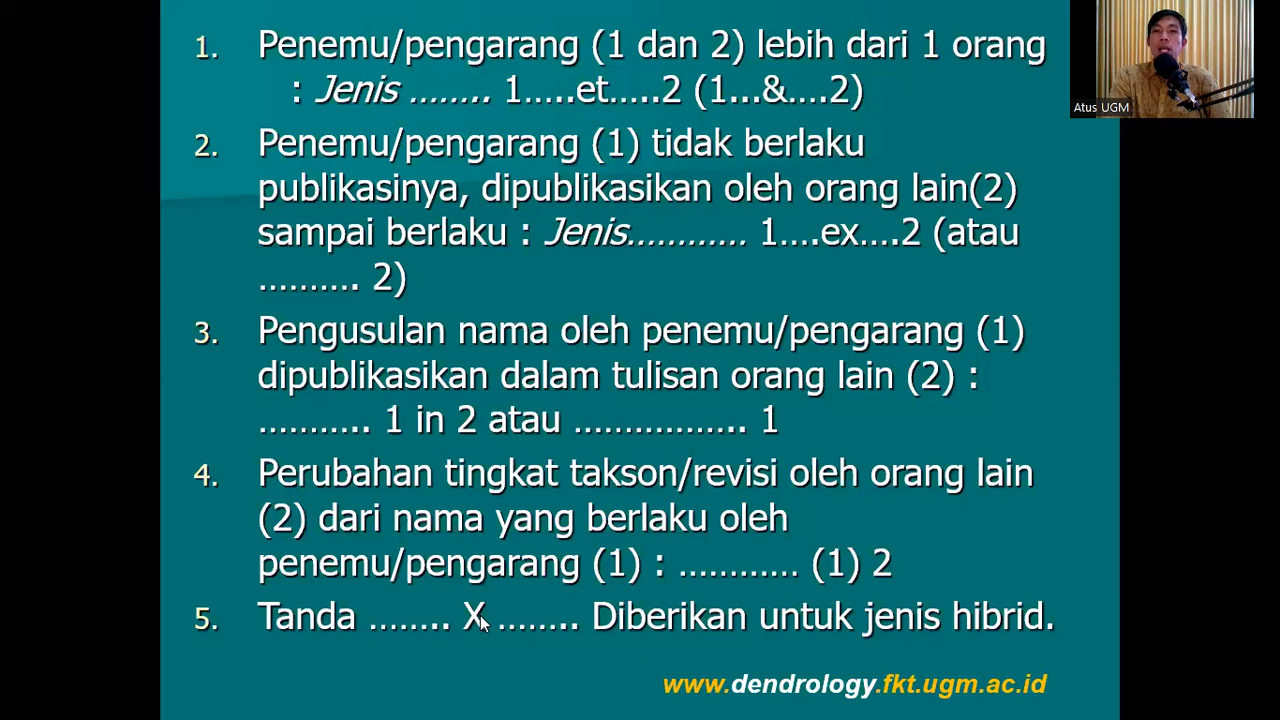 1. Penemu/pengarang (1 dan 2) lebih dari 1 orang
: Jenis …….. 1…..et…..2 (1...&….2)
2. Penemu/pengarang (1) tidak berlaku
publikasinya, dipublikasikan oleh orang lain(2)
sampai berlaku : Jenis………… 1….ex….2 (atau
………. 2)
3. Pengusulan nama oleh penemu/pengarang (1)
dipublikasikan dalam tulisan orang lain (2) :
……….. 1 in 2 atau …………….. 1
4. Perubahan tingkat takson/revisi oleh orang lain
(2) dari nama yang berlaku oleh
penemu/pengarang (1) : ………… (1) 2
5. Tanda …….. X …….. Diberikan untuk jenis hibrid.
www.dendrology.fkt.ugm.ac.id
Atus UGM